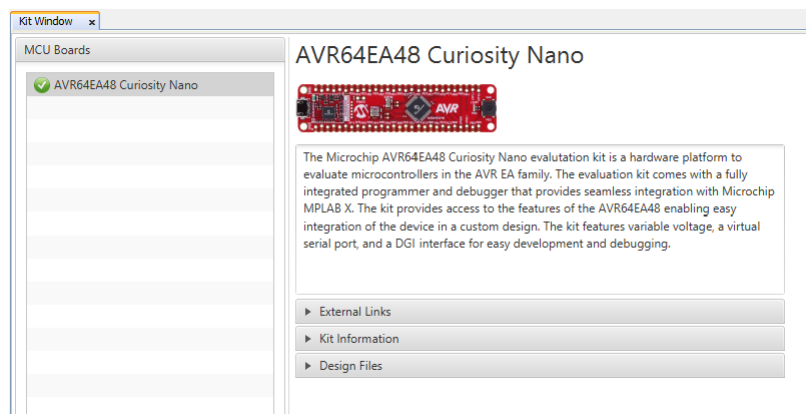 Kit Window x
MCU Boards
AVR64EA48 Curiosity Nano
AVR64EA48 Curiosity Nano
AVR
The Microchip AVR64EA48 Curiosity Nano evalutation kit is a hardware platform to
evaluate microcontrollers in the AVR EA family. The evaluation kit comes with a fully
integrated programmer and debugger that provides seamless integration with Microchip
MPLAB X. The kit provides access to the features of the AVR64EA48 enabling easy
integration of the device in a custom design. The kit features variable voltage, a virtual
serial port, and a DGI interface for easy development and debugging.
External Links
Kit Information
Design Files